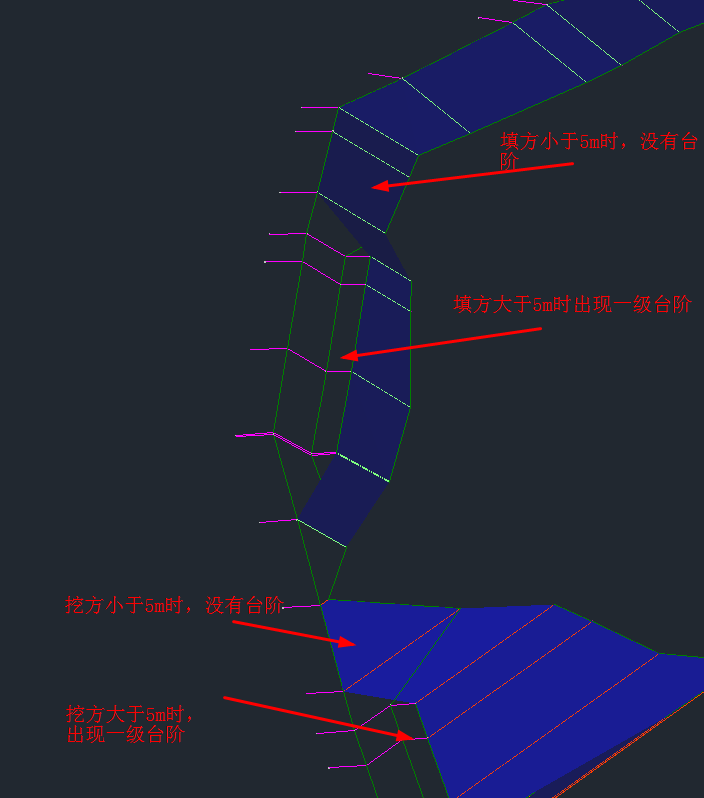 填方小于5m时，没有台
阶
填方大于5m时出现一级台阶
挖方小于5m时，没有台阶
挖方大于5m时，
出现一级台阶